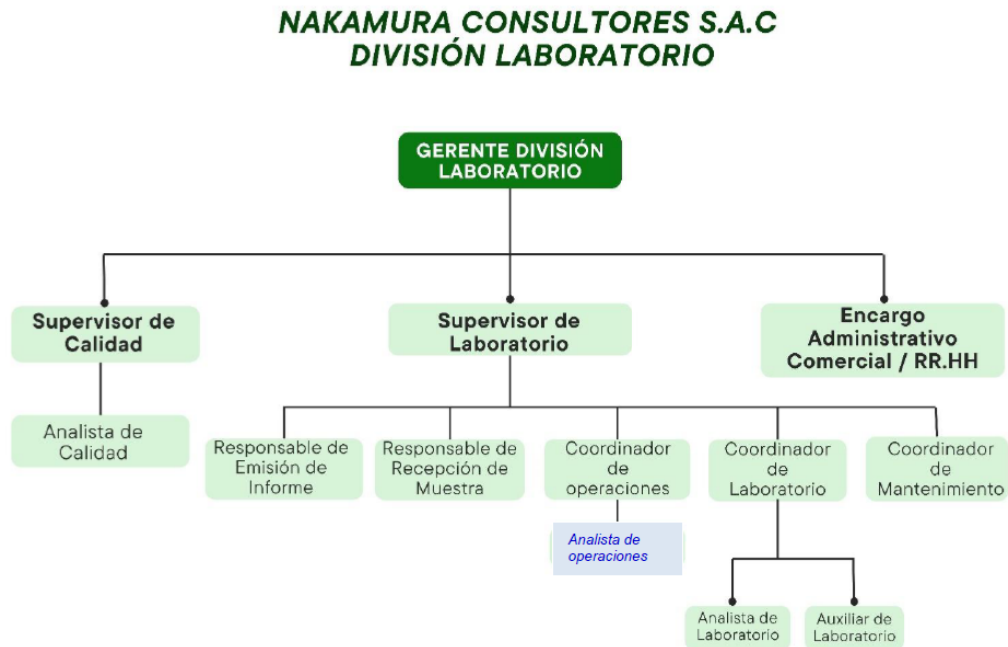 NAKAMURA CONSULTORES S.A.C
DIVISIÓN LABORATORIO
GERENTE DIVISIÓN
LABORATORIO
Supervisor de
Calidad
Supervisor de
Laboratorio
Encargo
Administrativo
Comercial / RR.HH
Analista de
Calidad
Responsable de
Emisión de
Informe
Responsable de
Recepción de
Muestra
Coordinador
de
operaciones
Coordinador
de
Laboratorio
Coordinador
de
Mantenimiento
Analista de
operaciones
Analista de
Laboratorio
Auxiliar de
Laboratorio